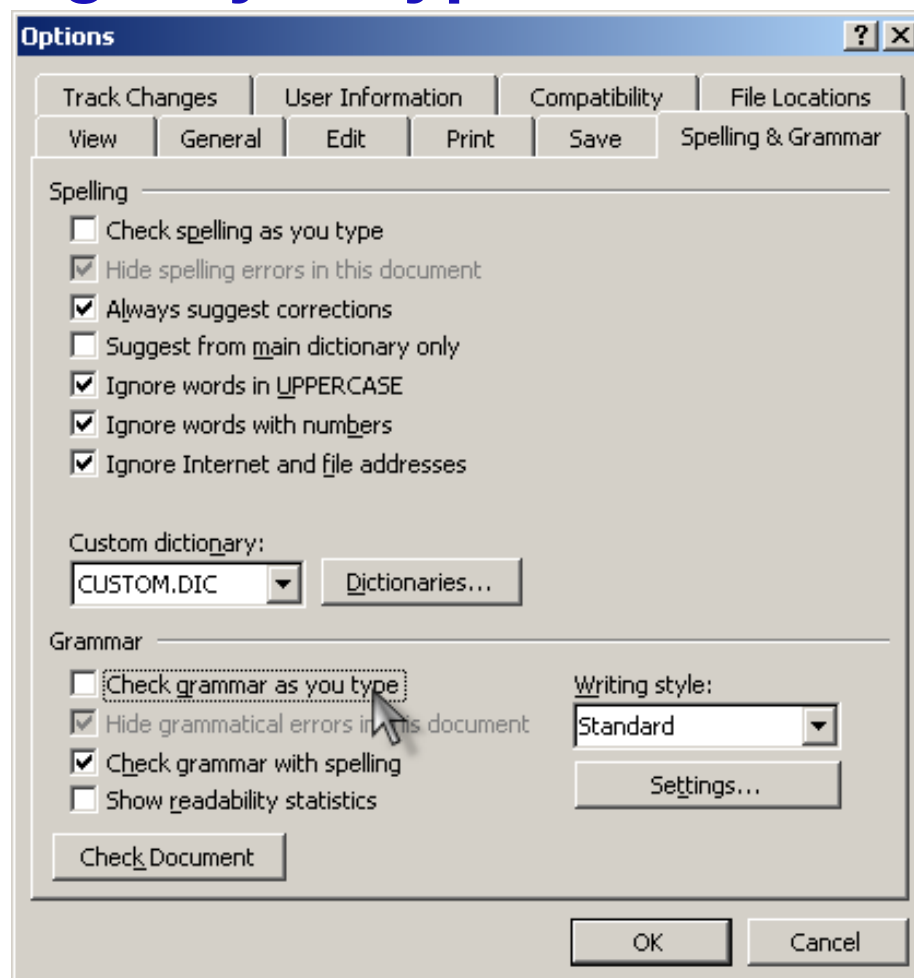 Options
Track Changes User Information Compatibility File Locations
View General Edit Print Save Spelling & Grammar
Spelling
Check spelling as you type
Hide spelling errors in this document
Always suggest corrections
Suggest from main dictionary only
Ignore words in UPPERCASE
Ignore words with numbers
Ignore Internet and file addresses
Custom dictionary:
CUSTOM.DIC Dictionaries...
Grammar
Check grammar as you type Writing style:
Hide grammatical errors in this document Standard
Check grammar with spelling
Show readability statistics Settings...
Check Document
OK Cancel